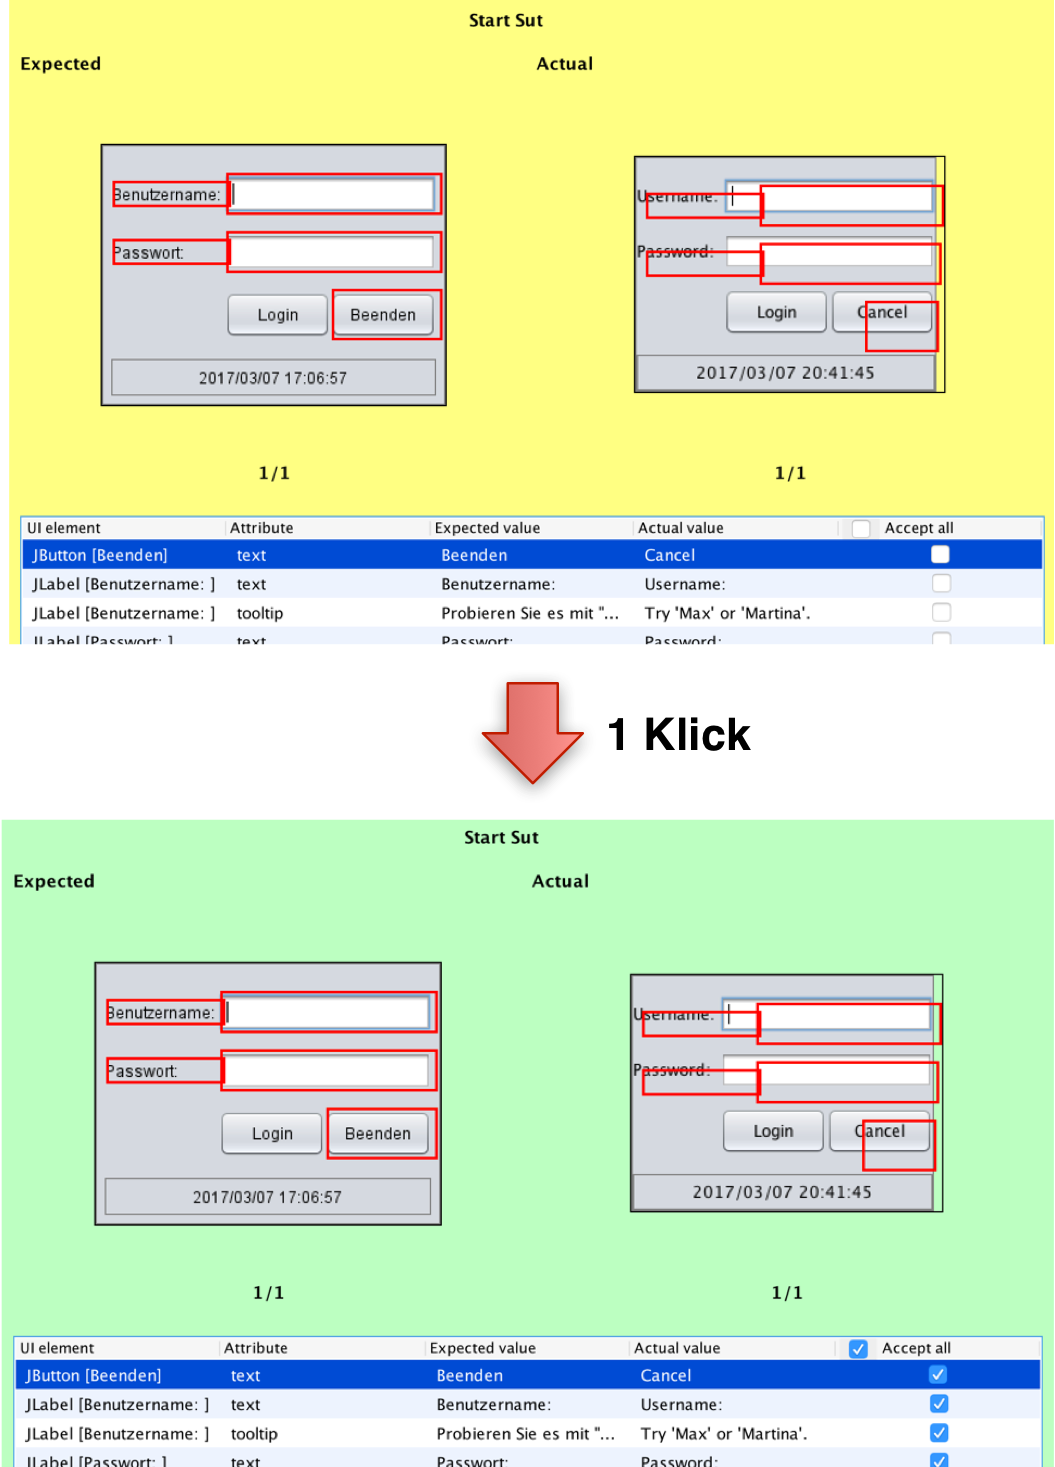 Start Sut
Expected Actual
Benutzername: Username:
Passwort: Password:
Login Beenden Login Cancel
2017/03/07 17:06:57 2017/03/07 20:41:45
1/1 1/1
UI element Attribute Expected value Actual value Accept all
JButton [Beenden] text Beenden Cancel
JLabel [Benutzername: ] text Benutzername: Username:
JLabel [Benutzername: ] tooltip Probieren Sie es mit "... Try 'Max' or 'Martina'.
JLabel [Passwort: ] text Passwort: Password:
1 Klick
Start Sut
Expected Actual
Benutzername: Username:
Passwort: Password:
Login Beenden Login Cancel
2017/03/07 17:06:57 2017/03/07 20:41:45
1/1 1/1
UI element Attribute Expected value Actual value Accept all
JButton [Beenden] text Beenden Cancel
JLabel [Benutzername: ] text Benutzername: Username:
JLabel [Benutzername: ] tooltip Probieren Sie es mit "... Try 'Max' or 'Martina'.
JLabel [Passwort: ] text Passwort: Password: